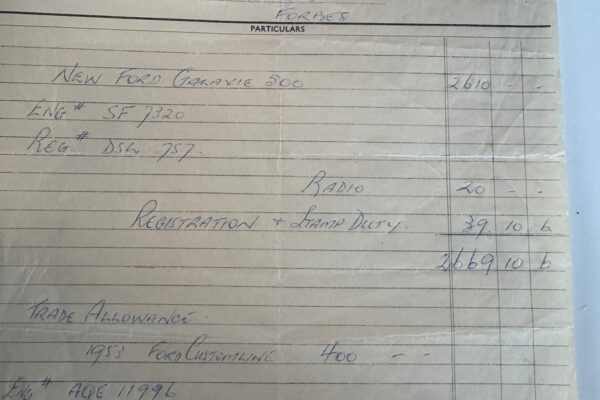 FORBES
PARTICULARS
NEW FORD GALAXIE 500 2610 - -
ENG # SF 7320
REG # DSL. 757.
RADIO 20 - -
REGISTRATION + STAMP DUTY. 39 10 6
2669 10 6
TRADE ALLOWANCE.
1953 FORD CUSTOMLINE 400 - -
ENG # AQE 11996